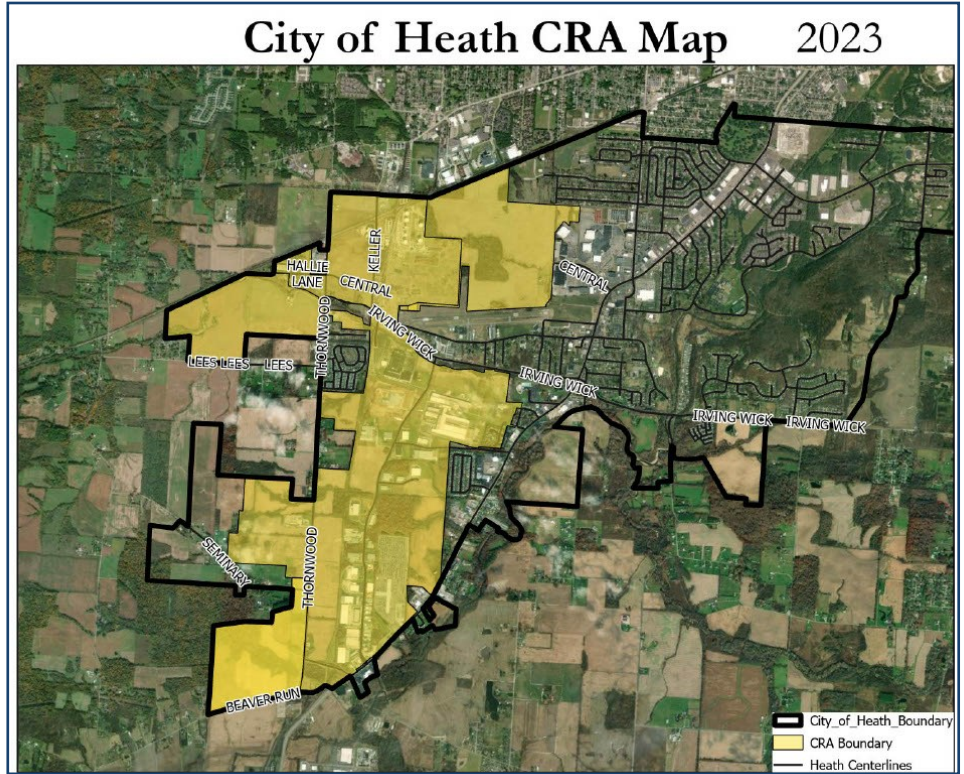 City of Heath CRA Map 2023
KELLER
HALLIE
LANE
CENTRAL
CENTRAL
THORNWOOD
IRVING WICK
LEES LEES LEES
IRVING WICK
IRVING WICK IRVING WICK
SEMINARY
THORNWOOD
BEAVER RUN
City_of_Heath_Boundary
CRA Boundary
Heath Centerlines